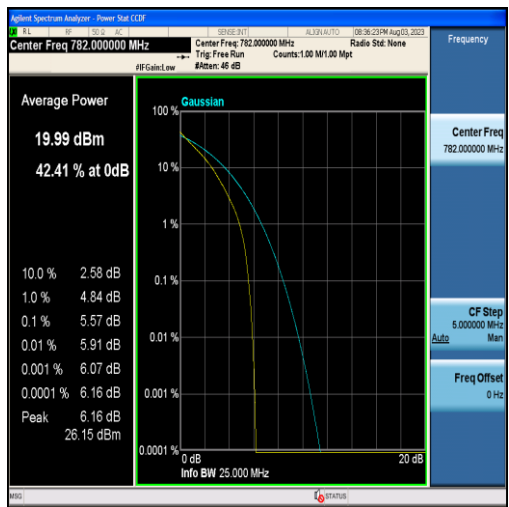 Agilent Spectrum Analyzer - Power Stat CCDF
RL RF 50 Ω AC SENSE:INT ALIGN AUTO 08:36:23 PM Aug 03, 2023
Center Freq 782.000000 MHz
Center Freq: 782.000000 MHz Radio Std: None
Trig: Free Run Counts:1.00 M/1.00 Mpt
#IFGain:Low #Atten: 46 dB
Frequency
Average Power
19.99 dBm
42.41 % at 0dB
10.0 % 2.58 dB
1.0 % 4.84 dB
0.1 % 5.57 dB
0.01 % 5.91 dB
0.001 % 6.07 dB
0.0001 % 6.16 dB
Peak 6.16 dB
26.15 dBm
Gaussian
100 %
10 %
1 %
0.1 %
0.01 %
0.001 %
0.0001 %
0 dB 20 dB
Info BW 25.000 MHz
Center Freq
782.000000 MHz
CF Step
5.000000 MHz
Auto Man
Freq Offset
0 Hz
MSG STATUS